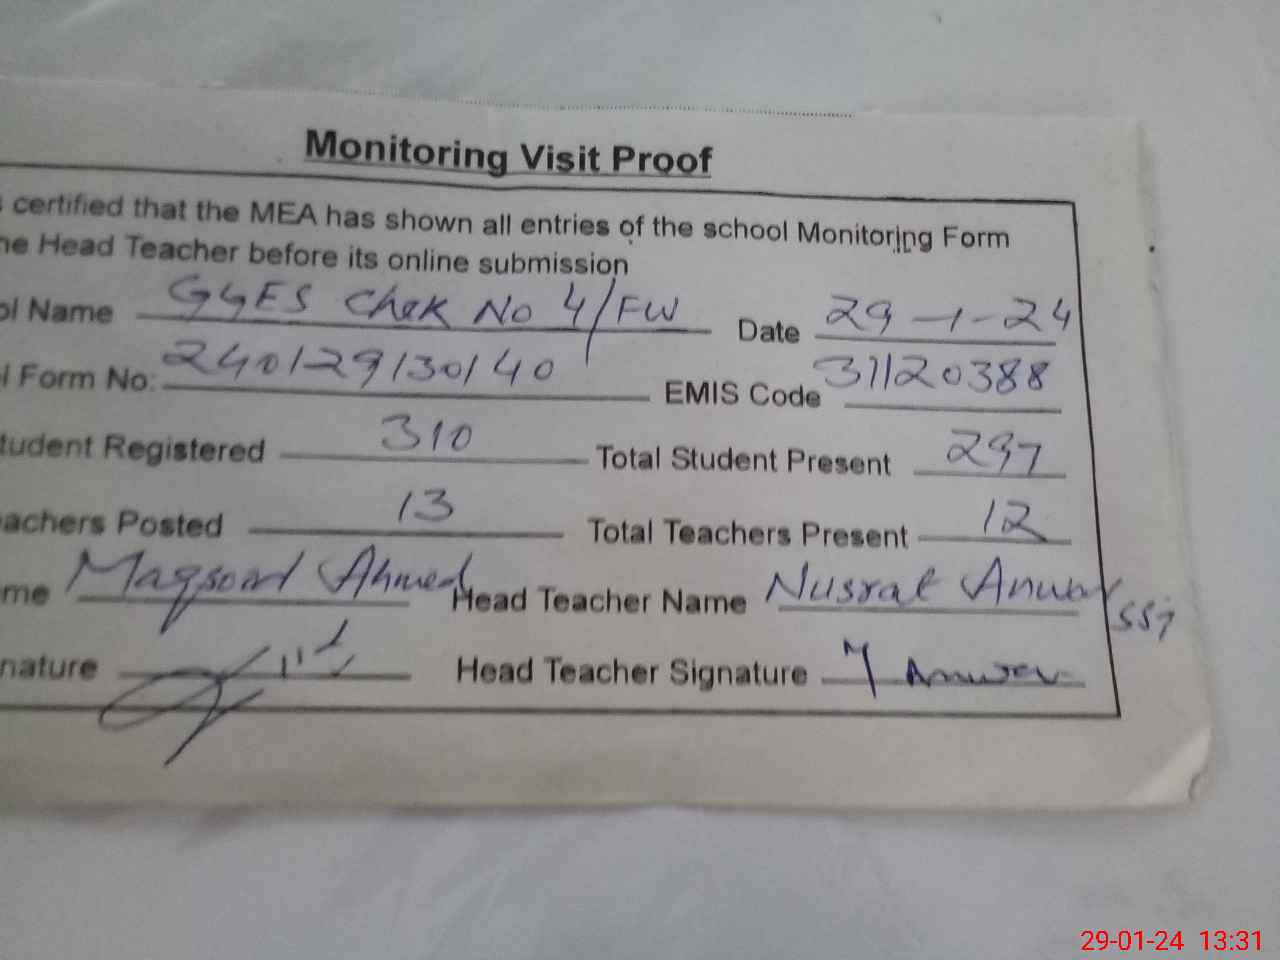 Monitoring Visit Proof
s certified that the MEA has shown all entries of the school Monitoring Form
he Head Teacher before its online submission
ol Name GGES Chak No 4/FW Date 29-1-24
l Form No: 240129130140 EMIS Code 31120388
tudent Registered 310 Total Student Present 297
eachers Posted 13 Total Teachers Present 12
me Maqsood Ahmed Head Teacher Name Nusrat Anwar SST
nature Head Teacher Signature Anwar
29-01-24 13:31